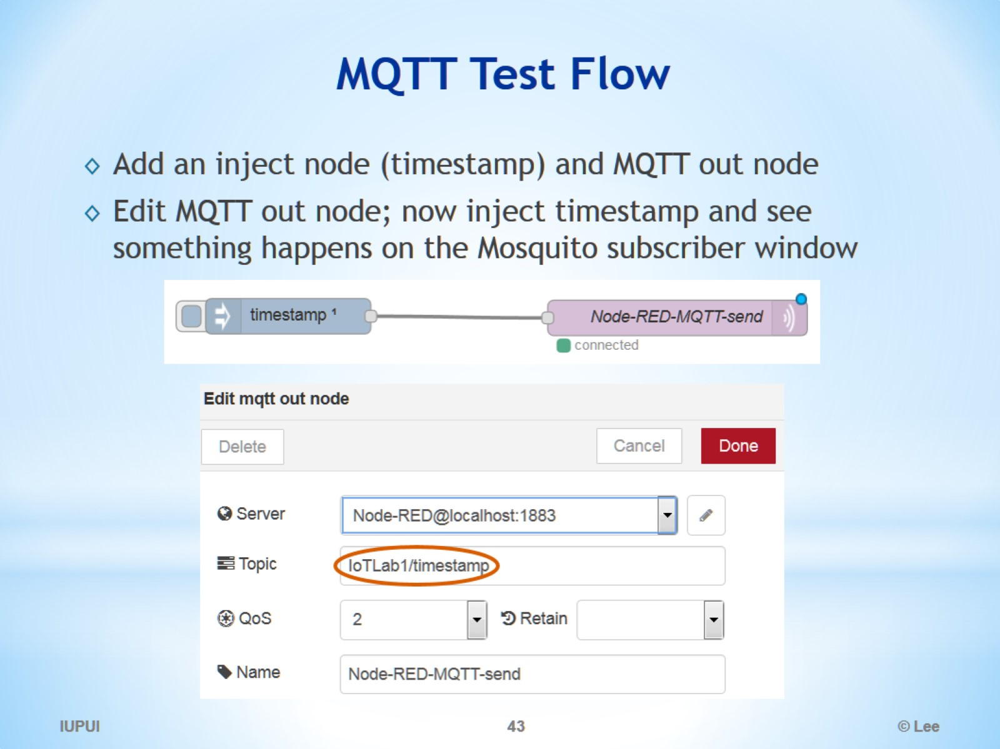 MQTT Test Flow
Add an inject node (timestamp) and MQTT out node
Edit MQTT out node; now inject timestamp and see
something happens on the Mosquito subscriber window
timestamp ¹
Node-RED-MQTT-send
connected
Edit mqtt out node
Delete
Cancel
Done
Server
Node-RED@localhost:1883
Topic
IoTLab1/timestamp
QoS
2
Retain
Name
Node-RED-MQTT-send
IUPUI
43
© Lee